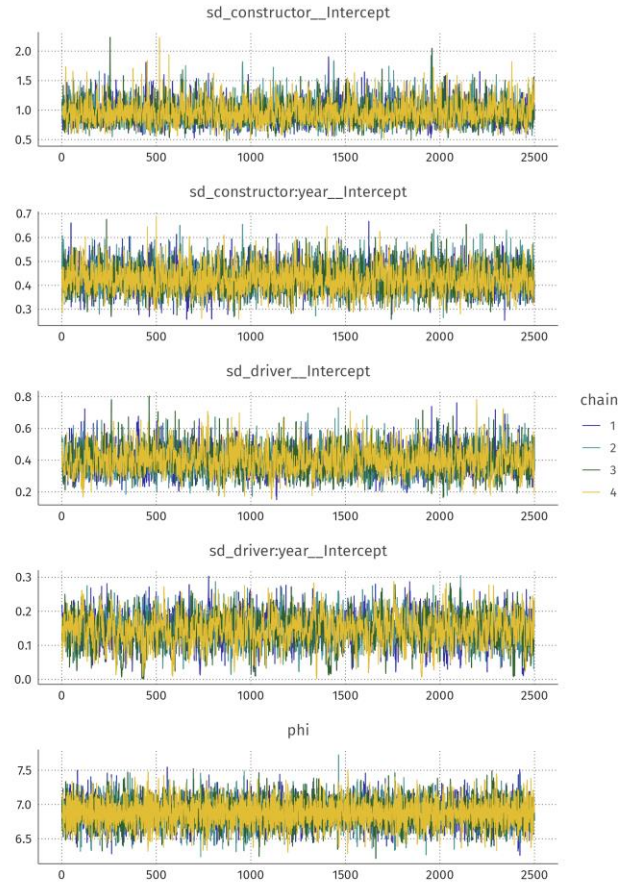 sd_constructor__Intercept
2.0
1.5
1.0
0.5
0 500 1000 1500 2000 2500
sd_constructor:year__Intercept
0.7
0.6
0.5
0.4
0.3
0 500 1000 1500 2000 2500
sd_driver__Intercept
0.8
0.6
0.4
0.2
0 500 1000 1500 2000 2500
chain
1
2
3
4
sd_driver:year__Intercept
0.3
0.2
0.1
0.0
0 500 1000 1500 2000 2500
phi
7.5
7.0
6.5
0 500 1000 1500 2000 2500